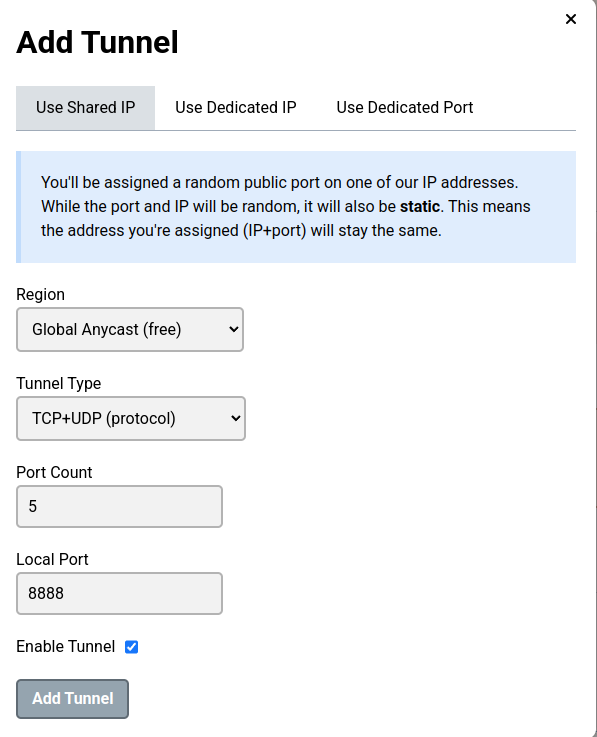 ×
Add Tunnel
Use Shared IP
Use Dedicated IP
Use Dedicated Port
You'll be assigned a random public port on one of our IP addresses.
While the port and IP will be random, it will also be static. This means
the address you're assigned (IP+port) will stay the same.
Region
Global Anycast (free)
Tunnel Type
TCP+UDP (protocol)
Port Count
5
Local Port
8888
Enable Tunnel
Add Tunnel